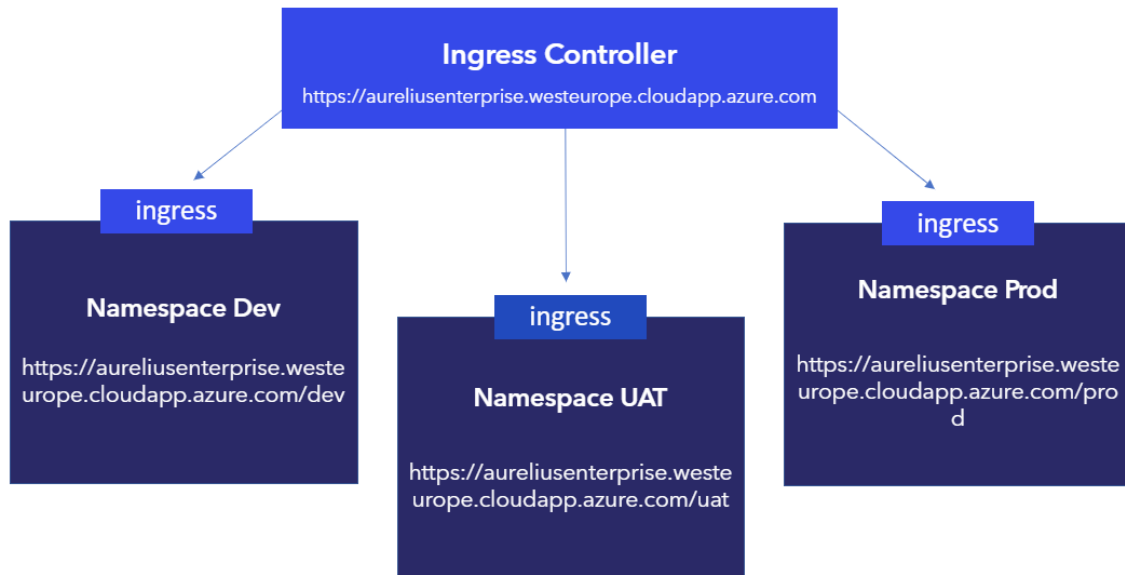 Ingress Controller
https://aureliusenterprise.westeurope.cloudapp.azure.com
ingress
Namespace Dev
https://aureliusenterprise.weste
urope.cloudapp.azure.com/dev
ingress
Namespace UAT
https://aureliusenterprise.weste
urope.cloudapp.azure.com/uat
ingress
Namespace Prod
https://aureliusenterprise.weste
urope.cloudapp.azure.com/pro
d